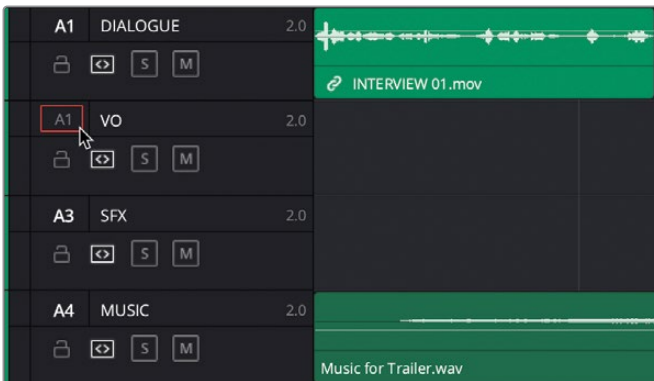 A1 DIALOGUE 2.0
S M
INTERVIEW 01.mov
A1 VO 2.0
S M
A3 SFX 2.0
S M
A4 MUSIC 2.0
S M
Music for Trailer.wav